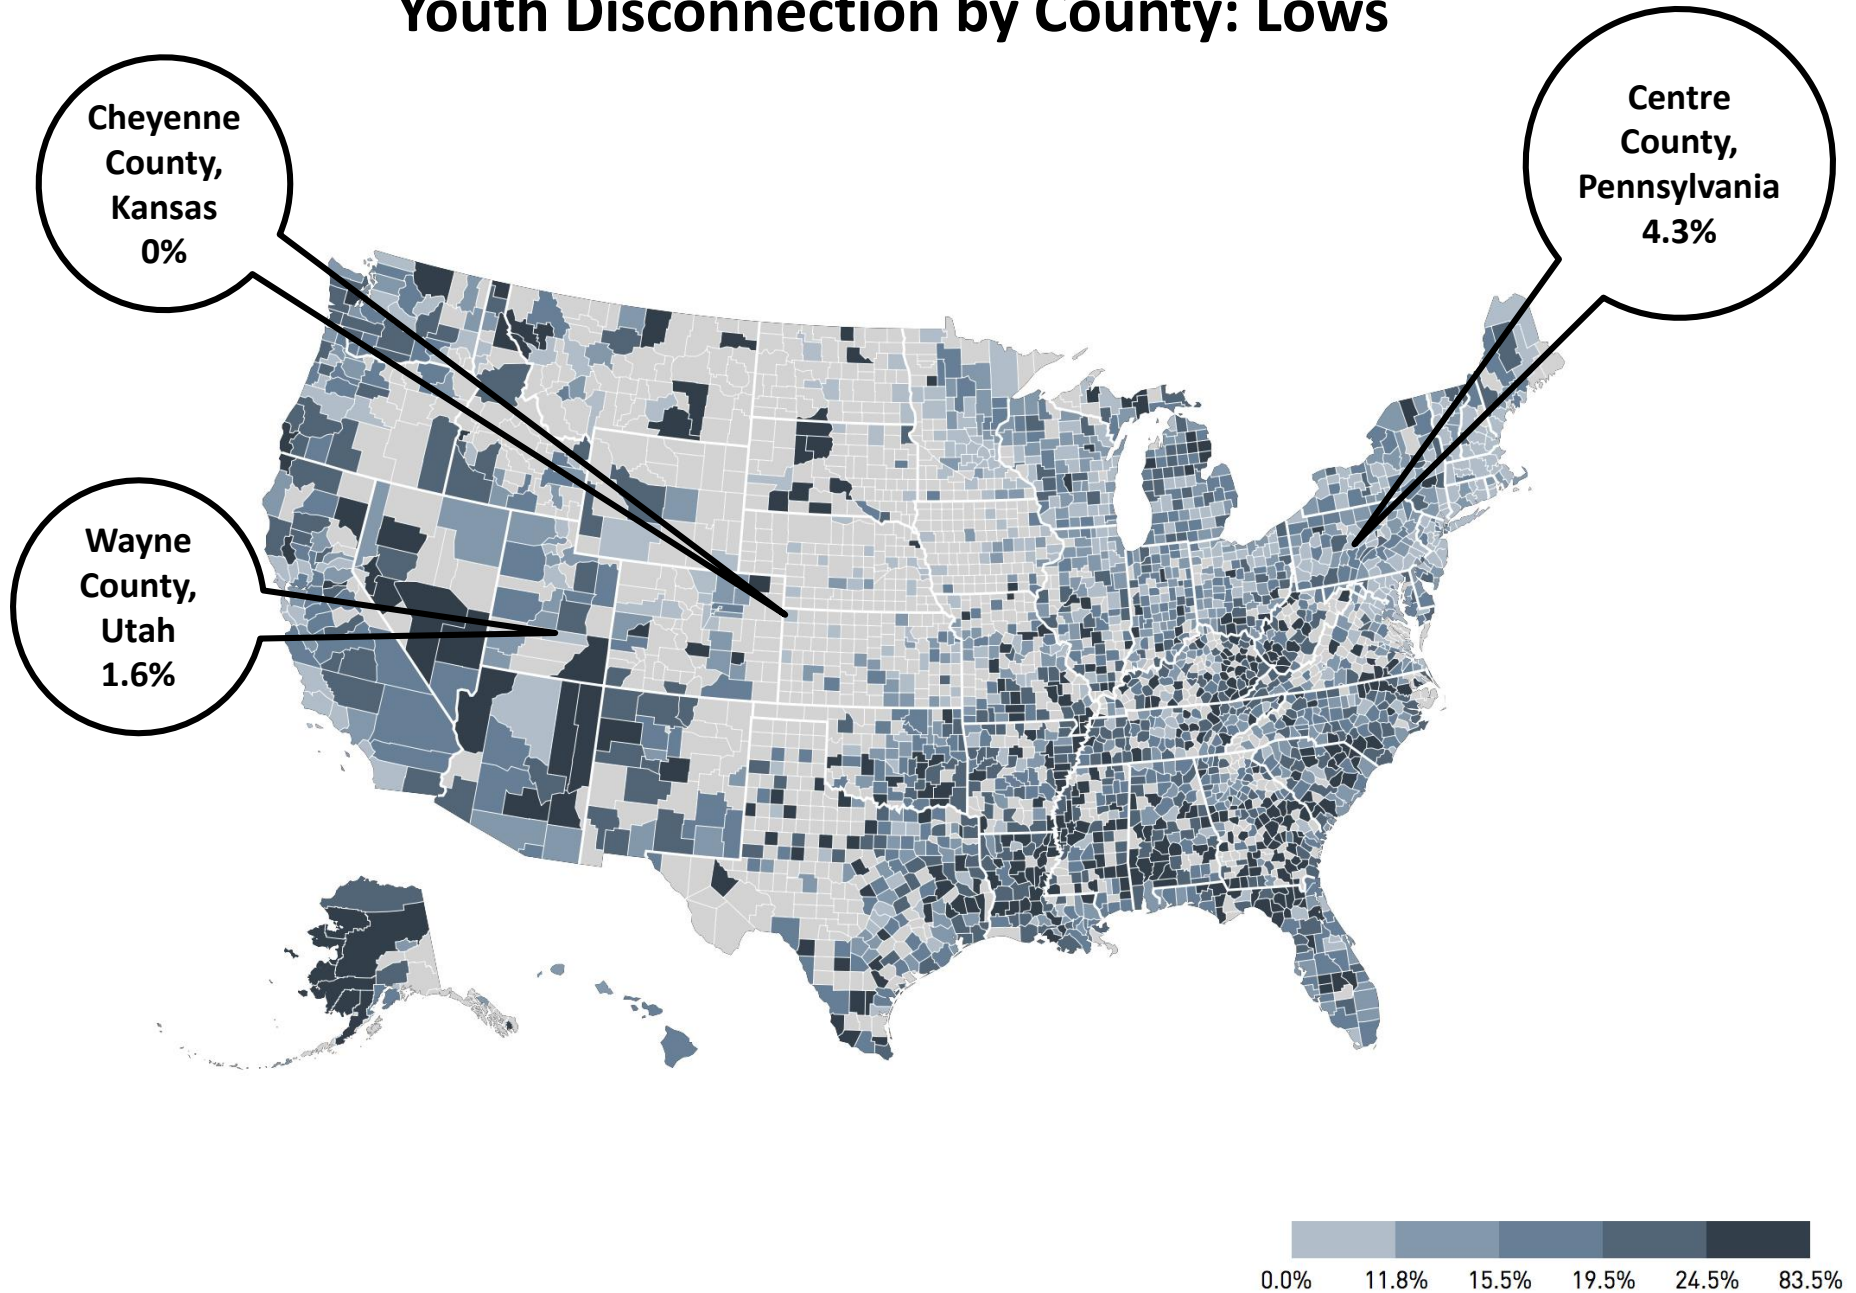 Youth Disconnection by County: Lows
Cheyenne
County,
Kansas
0%
Centre
County,
Pennsylvania
4.3%
Wayne
County,
Utah
1.6%
0.0% 11.8% 15.5% 19.5% 24.5% 83.5%